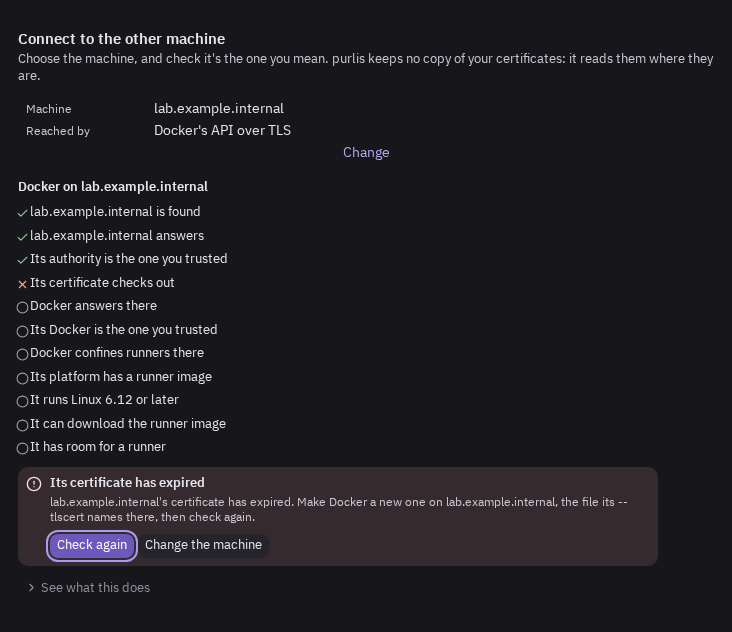 Connect to the other machine
Choose the machine, and check it's the one you mean. purlis keeps no copy of your certificates: it reads them where they
are.
Machine lab.example.internal
Reached by Docker's API over TLS
Change
Docker on lab.example.internal
lab.example.internal is found
lab.example.internal answers
Its authority is the one you trusted
Its certificate checks out
Docker answers there
Its Docker is the one you trusted
Docker confines runners there
Its platform has a runner image
It runs Linux 6.12 or later
It can download the runner image
It has room for a runner
Its certificate has expired
lab.example.internal's certificate has expired. Make Docker a new one on lab.example.internal, the file its --
tlscert names there, then check again.
Check again Change the machine
See what this does